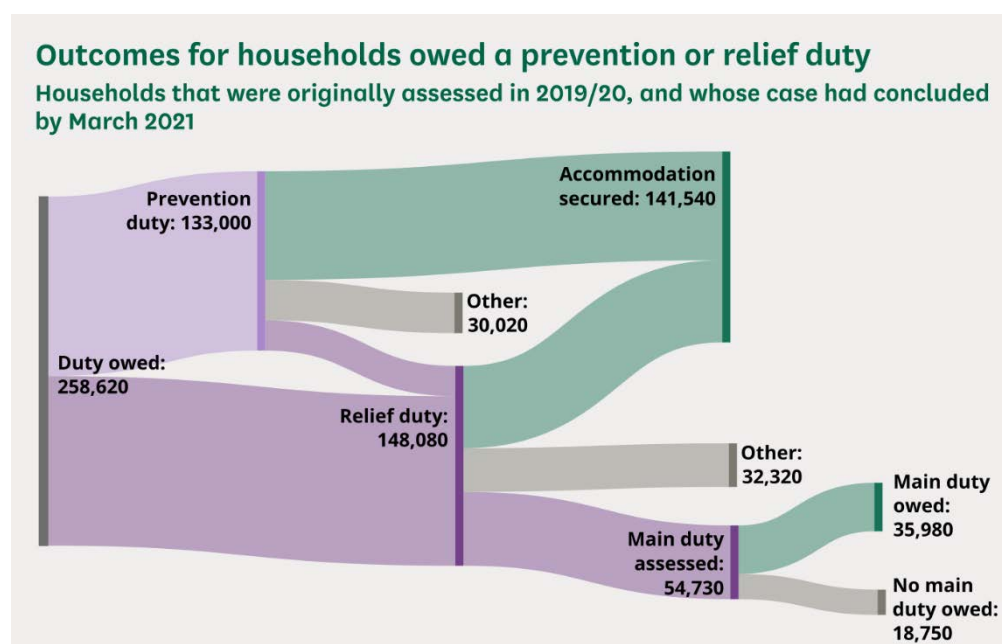 Outcomes for households owed a prevention or relief duty
Households that were originally assessed in 2019/20, and whose case had concluded
by March 2021
Prevention
duty: 133,000
Accommodation
secured: 141,540
Other:
30,020
Duty owed:
258,620
Relief duty:
148,080
Other:
32,320
Main duty
owed:
35,980
Main duty
assessed:
54,730
No main
duty owed:
18,750